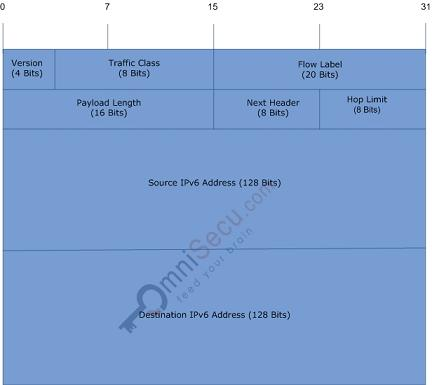 0 7 15 23 31
Version Traffic Class Flow Label
(4 Bits) (8 Bits) (20 Bits)
Payload Length Next Header Hop Limit
(16 Bits) (8 Bits) (8 Bits)
Source IPv6 Address (128 Bits)
OmniSecu.com
feed your brain
Destination IPv6 Address (128 Bits)